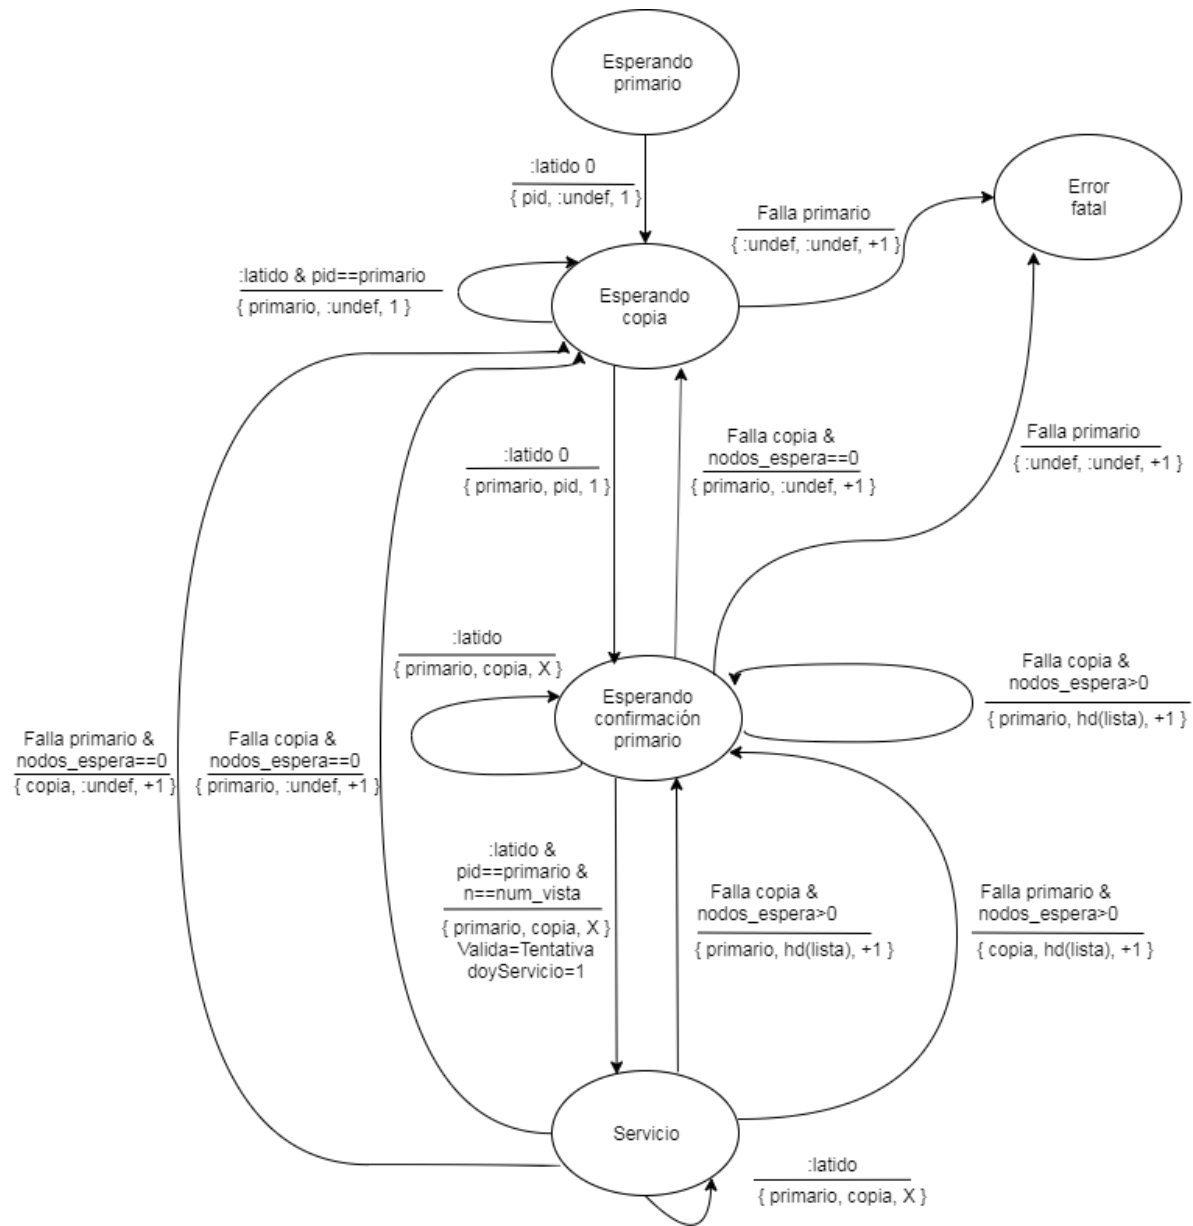 Esperando
primario
:latido 0
{ pid, :undef, 1 }
Error
fatal
Falla primario
{ :undef, :undef, +1 }
:latido & pid==primario
{ primario, :undef, 1 }
Esperando
copia
:latido 0
{ primario, pid, 1 }
Falla copia &
nodos_espera==0
{ primario, :undef, +1 }
Falla primario
{ :undef, :undef, +1 }
:latido
{ primario, copia, X }
Esperando
confirmación
primario
Falla copia &
nodos_espera>0
{ primario, hd(lista), +1 }
Falla primario &
nodos_espera==0
{ copia, :undef, +1 }
Falla copia &
nodos_espera==0
{ primario, :undef, +1 }
:latido &
pid==primario &
n==num_vista
{ primario, copia, X }
Valida=Tentativa
doyServicio=1
Falla copia &
nodos_espera>0
{ primario, hd(lista), +1 }
Falla primario &
nodos_espera>0
{ copia, hd(lista), +1 }
Servicio
:latido
{ primario, copia, X }